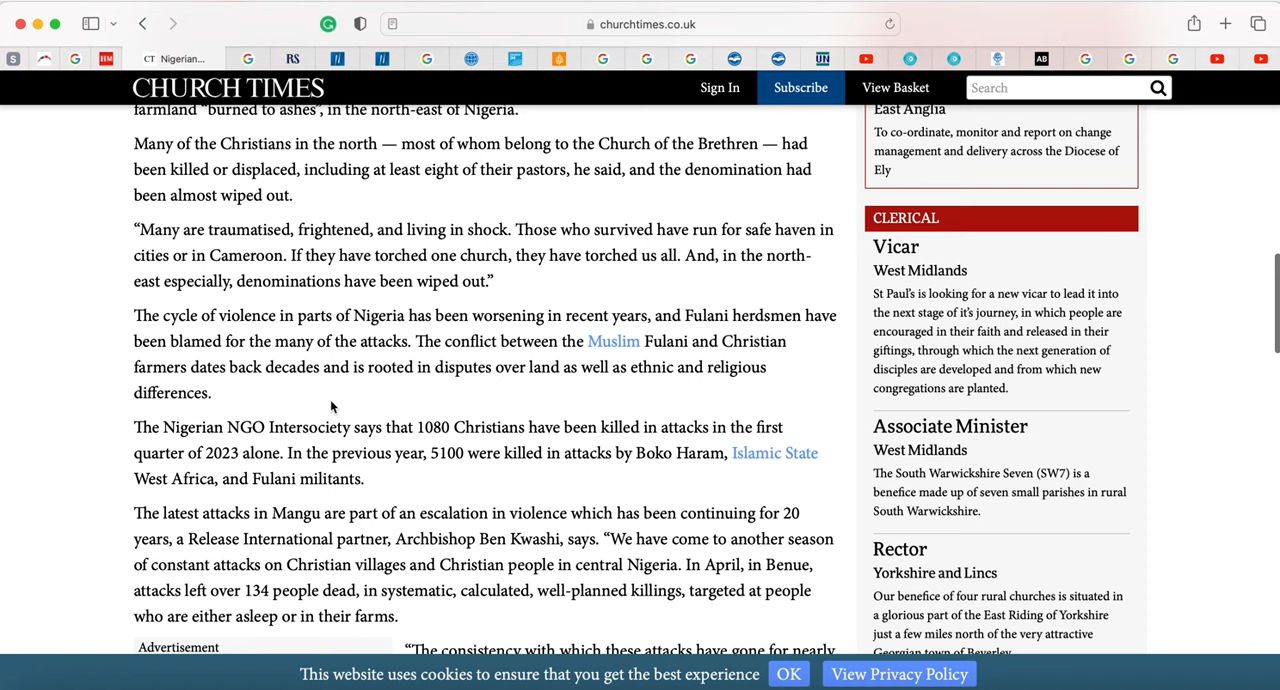 churchtimes.co.uk
S
IIM
CT Nigerian...
RS
UN
AB
CHURCH TIMES
Sign In
Subscribe
View Basket
Search
farmland “burned to ashes”, in the north-east of Nigeria.
Many of the Christians in the north — most of whom belong to the Church of the Brethren — had
been killed or displaced, including at least eight of their pastors, he said, and the denomination had
been almost wiped out.
“Many are traumatised, frightened, and living in shock. Those who survived have run for safe haven in
cities or in Cameroon. If they have torched one church, they have torched us all. And, in the north-
east especially, denominations have been wiped out.”
The cycle of violence in parts of Nigeria has been worsening in recent years, and Fulani herdsmen have
been blamed for the many of the attacks. The conflict between the Muslim Fulani and Christian
farmers dates back decades and is rooted in disputes over land as well as ethnic and religious
differences.
The Nigerian NGO Intersociety says that 1080 Christians have been killed in attacks in the first
quarter of 2023 alone. In the previous year, 5100 were killed in attacks by Boko Haram, Islamic State
West Africa, and Fulani militants.
The latest attacks in Mangu are part of an escalation in violence which has been continuing for 20
years, a Release International partner, Archbishop Ben Kwashi, says. “We have come to another season
of constant attacks on Christian villages and Christian people in central Nigeria. In April, in Benue,
attacks left over 134 people dead, in systematic, calculated, well-planned killings, targeted at people
who are either asleep or in their farms.
Advertisement
“The consistency with which these attacks have gone for nearly
East Anglia
To co-ordinate, monitor and report on change
management and delivery across the Diocese of
Ely
CLERICAL
Vicar
West Midlands
St Paul’s is looking for a new vicar to lead it into
the next stage of it’s journey, in which people are
encouraged in their faith and released in their
giftings, through which the next generation of
disciples are developed and from which new
congregations are planted.
Associate Minister
West Midlands
The South Warwickshire Seven (SW7) is a
benefice made up of seven small parishes in rural
South Warwickshire.
Rector
Yorkshire and Lincs
Our benefice of four rural churches is situated in
a glorious part of the East Riding of Yorkshire
just a few miles north of the very attractive
Georgian town of Beverley
This website uses cookies to ensure that you get the best experience
OK
View Privacy Policy